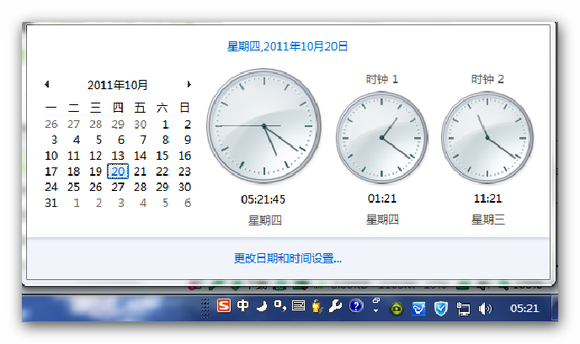 星期四,2011年10月20日
2011年10月
一 二 三 四 五 六 日
26 27 28 29 30 1 2
3 4 5 6 7 8 9
10 11 12 13 14 15 16
17 18 19 20 21 22 23
24 25 26 27 28 29 30
31 1 2 3 4 5 6
05:21:45
星期四
时钟 1
01:21
星期四
时钟 2
11:21
星期三
更改日期和时间设置...
中
05:21